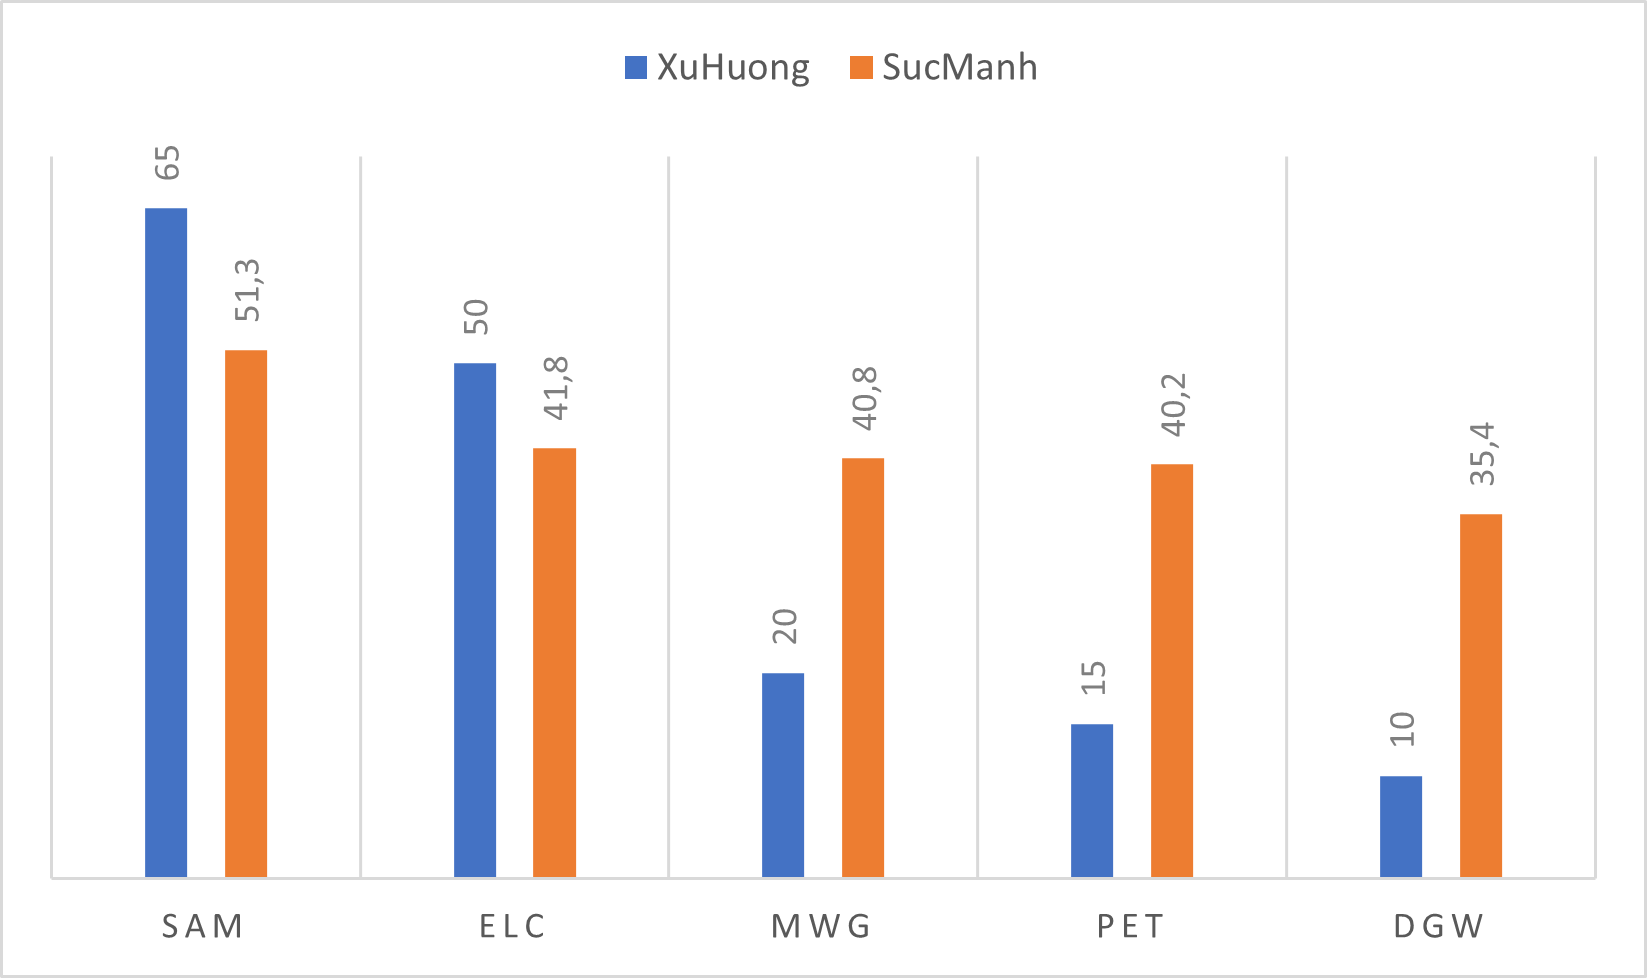 XuHuong SucManh
65 51,3 50 41,8 20 40,8 15 40,2 10 35,4
SAM ELC MWG PET DGW